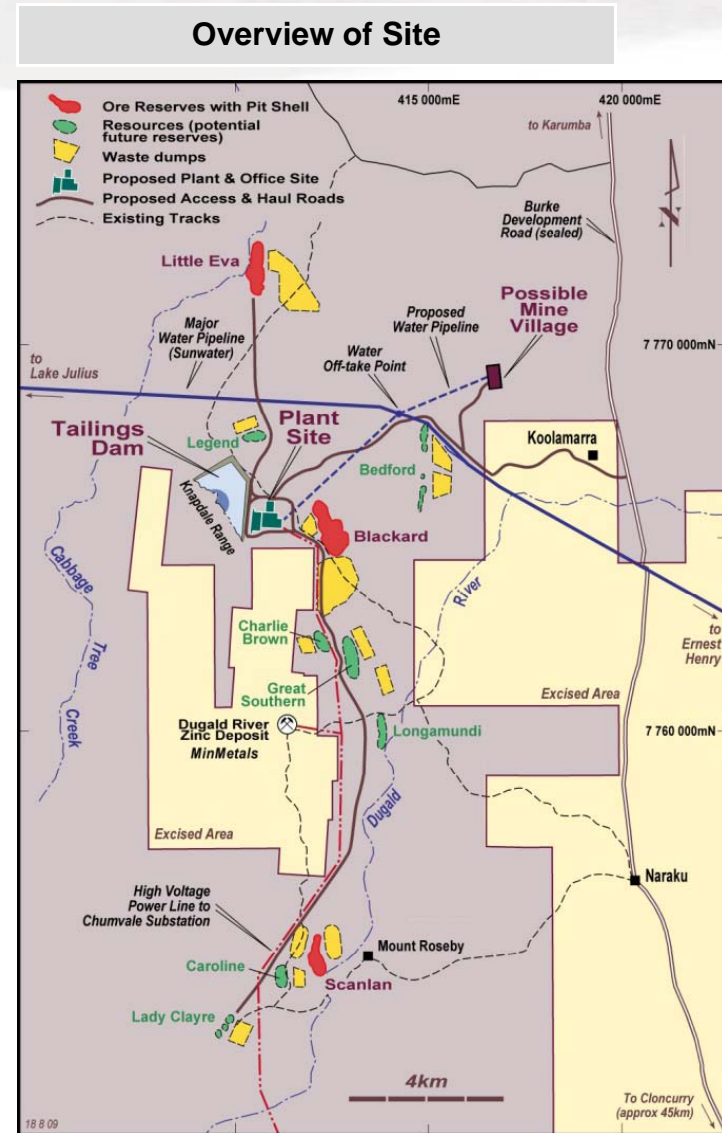 Overview of Site
Ore Reserves with Pit Shell
Resources (potential
future reserves)
Waste dumps
Proposed Plant & Office Site
Proposed Access & Haul Roads
Existing Tracks
415 000mE
420 000mE
to Karumba
Burke
Development
Road (sealed)
N
Little Eva
Possible
Mine
Village
Major
Water Pipeline
(Sunwater)
Proposed
Water Pipeline
Water
Off-take Point
7 770 000mN
to
Lake Julius
Tailings
Dam
Legend
Plant
Site
Koolamarra
Bedford
Knapdale Range
Blackard
Cabbage
Tree
Creek
River
Charlie
Brown
to
Ernest
Henry
Great
Southern
Excised Area
Dugald River
Zinc Deposit
MinMetals
Longamundi
7 760 000mN
Dugald
Excised Area
Naraku
High Voltage
Power Line to
Chumvale Substation
Mount Roseby
Caroline
Scanlan
Lady Clayre
4km
To Cloncurry
(approx 45km)
18 8 09